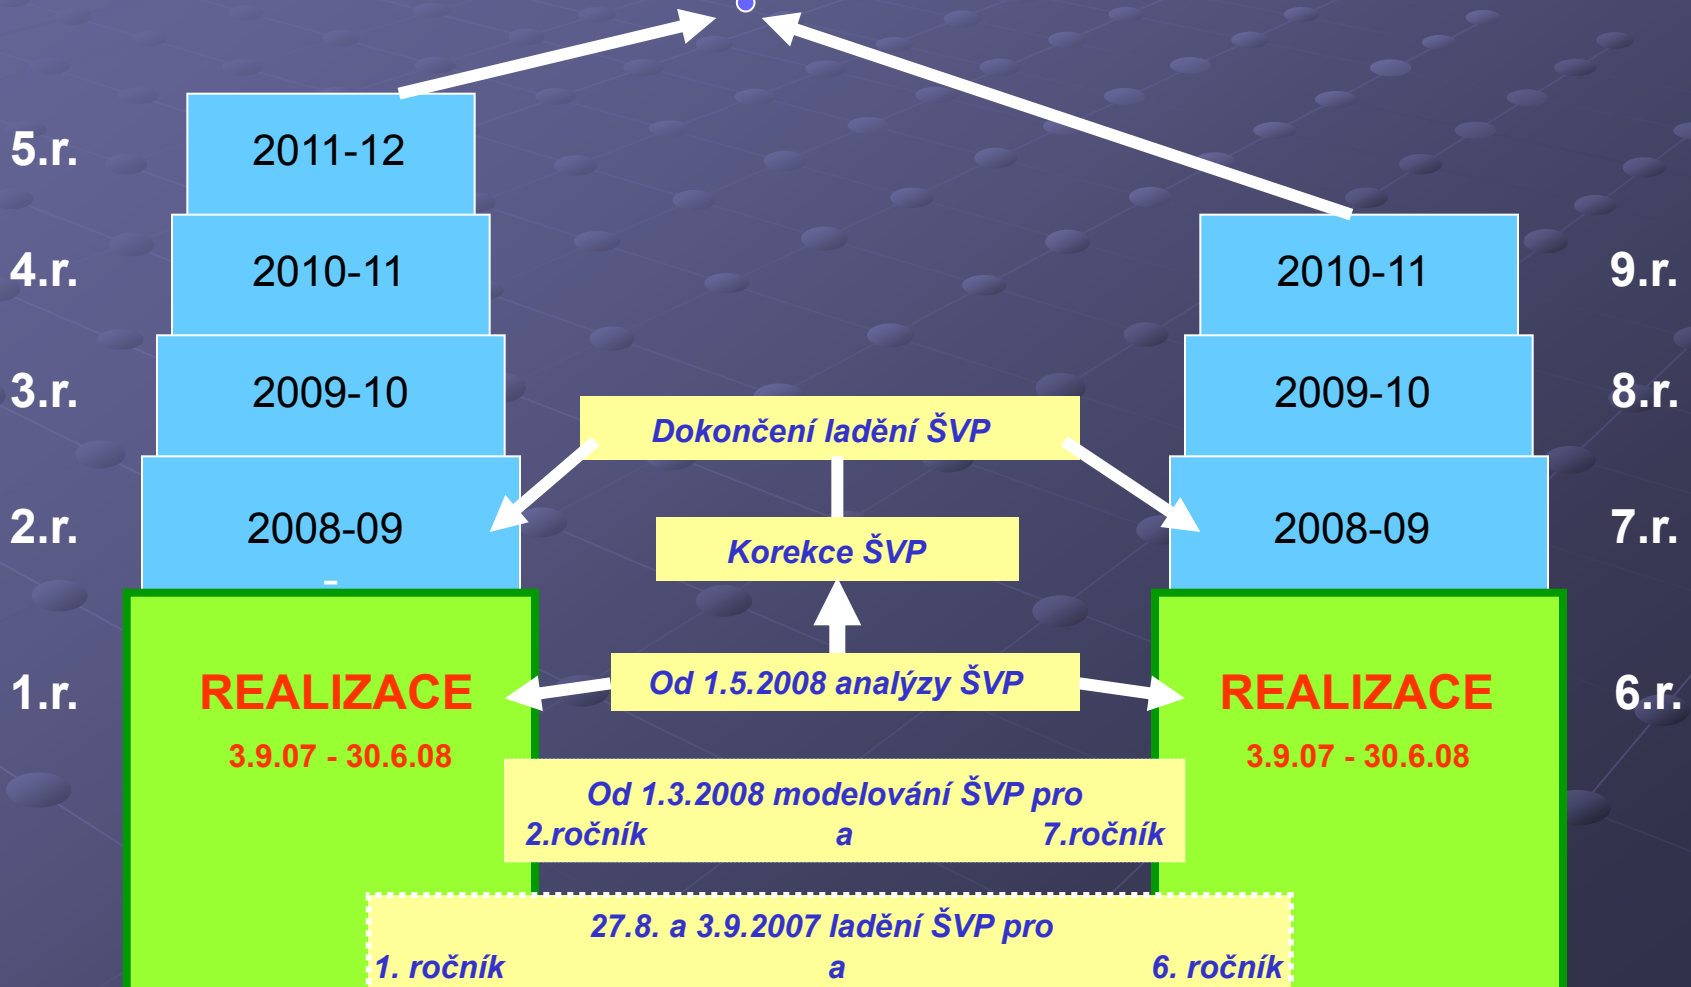 5.r.
2011-12
4.r.
2010-11
2010-11
9.r.
3.r.
2009-10
2009-10
8.r.
Dokončení ladění ŠVP
2.r.
2008-09
2008-09
7.r.
Korekce ŠVP
-
1.r.
REALIZACE
Od 1.5.2008 analýzy ŠVP
REALIZACE
6.r.
3.9.07 - 30.6.08
3.9.07 - 30.6.08
Od 1.3.2008 modelování ŠVP pro
2.ročník a 7.ročník
27.8. a 3.9.2007 ladění ŠVP pro
1. ročník a 6. ročník